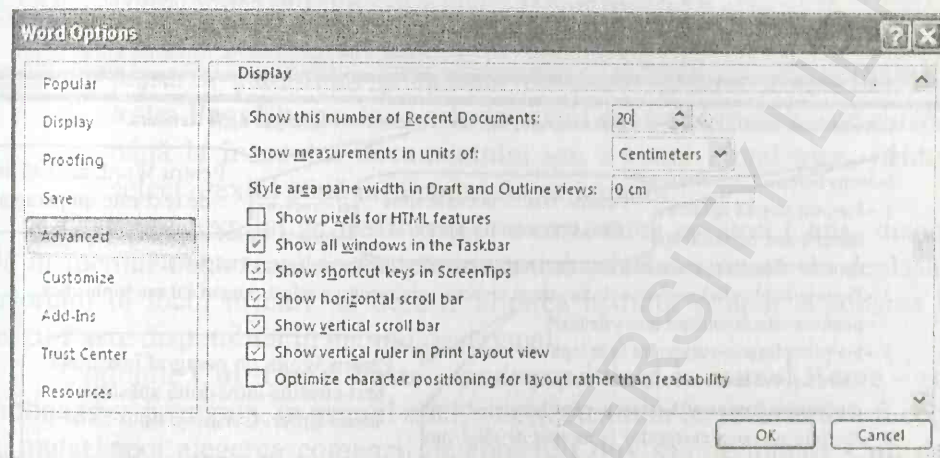 Word Options
Popular
Display
Proofing
Save
Advanced
Customize
Add-Ins
Trust Center
Resources
Display
Show this number of Recent Documents: 20
Show measurements in units of: Centimeters
Style area pane width in Draft and Outline views: 0 cm
Show pixels for HTML features
Show all windows in the Taskbar
Show shortcut keys in ScreenTips
Show horizontal scroll bar
Show vertical scroll bar
Show vertical ruler in Print Layout view
Optimize character positioning for layout rather than readability
OK Cancel
ERSITY LI